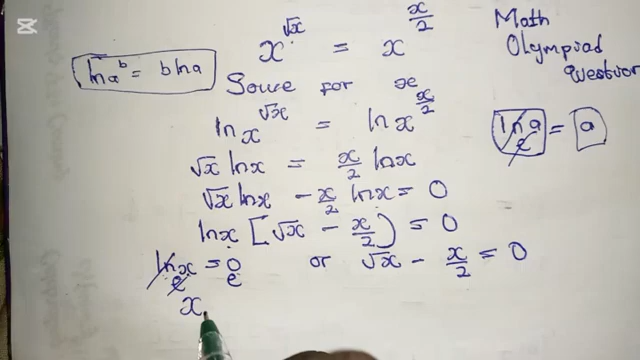 x^√x = x^(x/2)
Math
Olympiad
Question
ln a^b = b ln a
Solve for x
ln x^√x = ln x^(x/2)
e^(ln a) = a
√x ln x = x/2 ln x
√x ln x - x/2 ln x = 0
ln x [√x - x/2) = 0
e^(ln x) = e^0 or √x - x/2 = 0
x